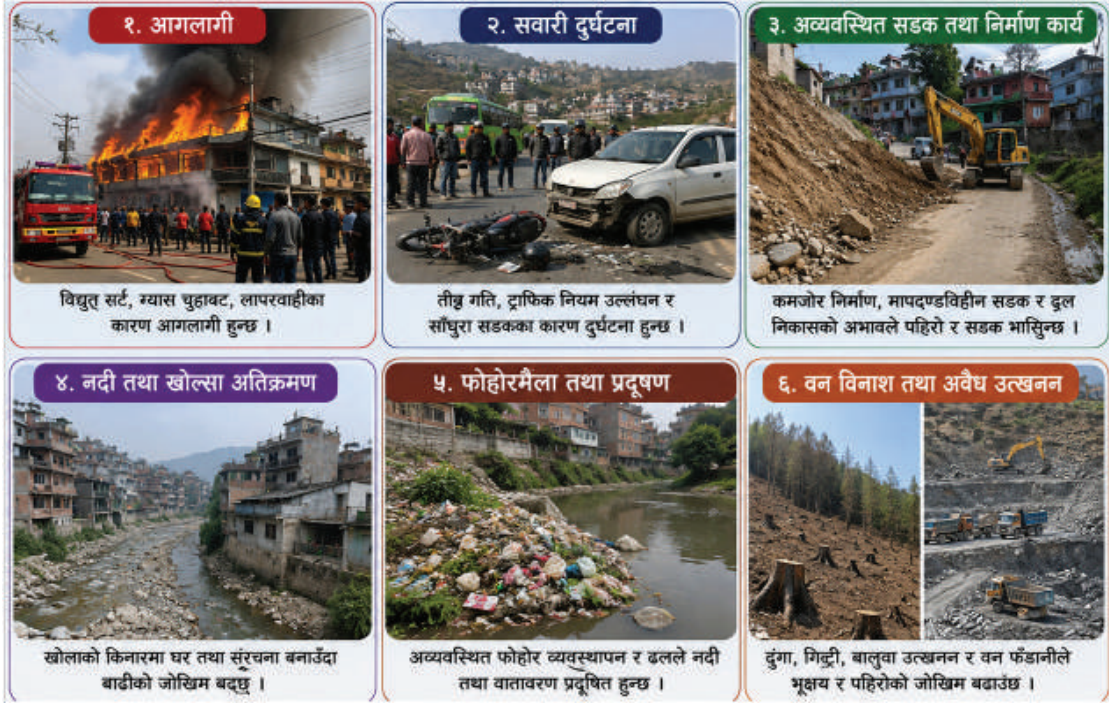 १. आगलागी
विद्युत् सर्ट, ग्यास चुहावट, लापरवाहीका
कारण आगलागी हुन्छ ।
२. सवारी दुर्घटना
तीव्र गति, ट्राफिक नियम उल्लंघन र
साँघुरा सडकका कारण दुर्घटना हुन्छ ।
३. अव्यवस्थित सडक तथा निर्माण कार्य
कमजोर निर्माण, मापदण्डविहीन सडक र ढल
निकासको अभावले पहिरो र सडक भासिन्छ ।
४. नदी तथा खोल्सा अतिक्रमण
खोलाको किनारमा घर तथा संरचना बनाउँदा
बाढीको जोखिम बढ्छ ।
५. फोहोरमैला तथा प्रदूषण
अव्यवस्थित फोहोर व्यवस्थापन र ढलले नदी
तथा वातावरण प्रदूषित हुन्छ ।
६. वन विनाश तथा अवैध उत्खनन
ढुंगा, गिट्टी, बालुवा उत्खनन र वन फँडानीले
भूक्षय र पहिरोको जोखिम बढाउँछ ।